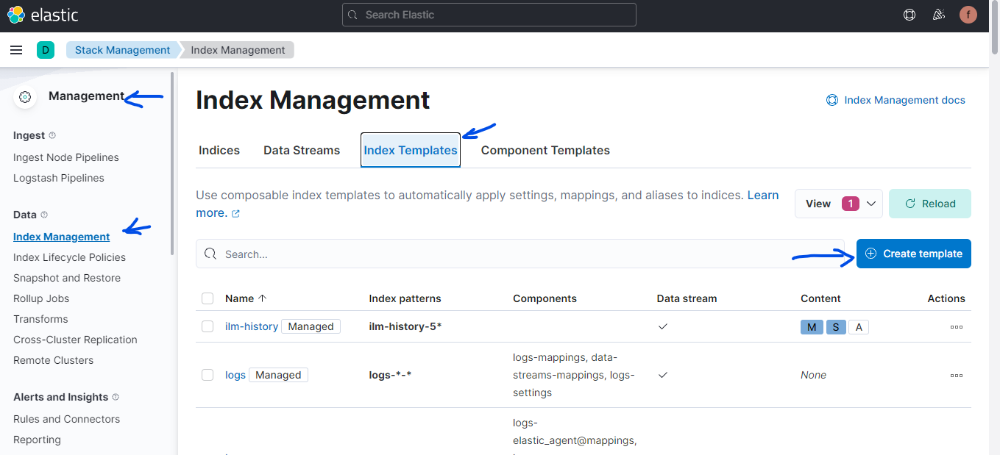 elastic
Search Elastic
f
D
Stack Management
Index Management
Management
Ingest
Ingest Node Pipelines
Logstash Pipelines
Data
Index Management
Index Lifecycle Policies
Snapshot and Restore
Rollup Jobs
Transforms
Cross-Cluster Replication
Remote Clusters
Alerts and Insights
Rules and Connectors
Reporting
Index Management
Index Management docs
Indices
Data Streams
Index Templates
Component Templates
Use composable index templates to automatically apply settings, mappings, and aliases to indices. Learn
more.
View 1
Reload
Search...
Create template
Name Index patterns Components Data stream Content Actions
ilm-history Managed ilm-history-5* M S A
logs-mappings, data-
logs Managed logs-*-* streams-mappings, logs- None
settings
logs-
elastic_agent@mappings,